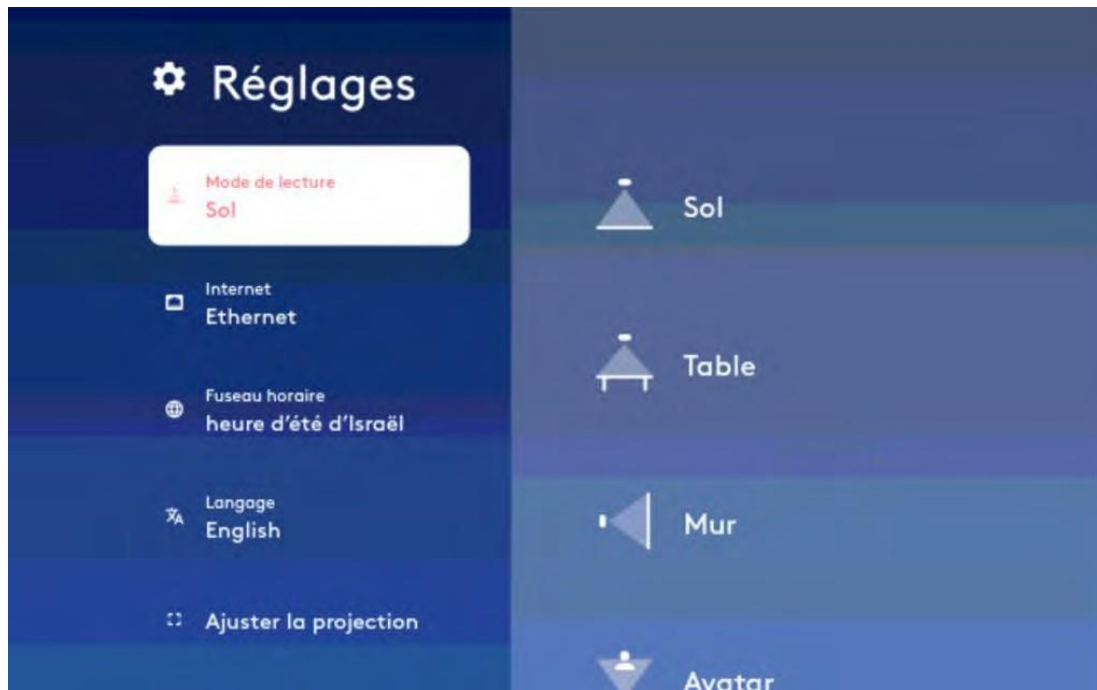 Réglages
Mode de lecture
Sol
Internet
Ethernet
Fuseau horaire
heure d'été d'Israël
Langage
English
Ajuster la projection
Sol
Table
Mur
Avatar